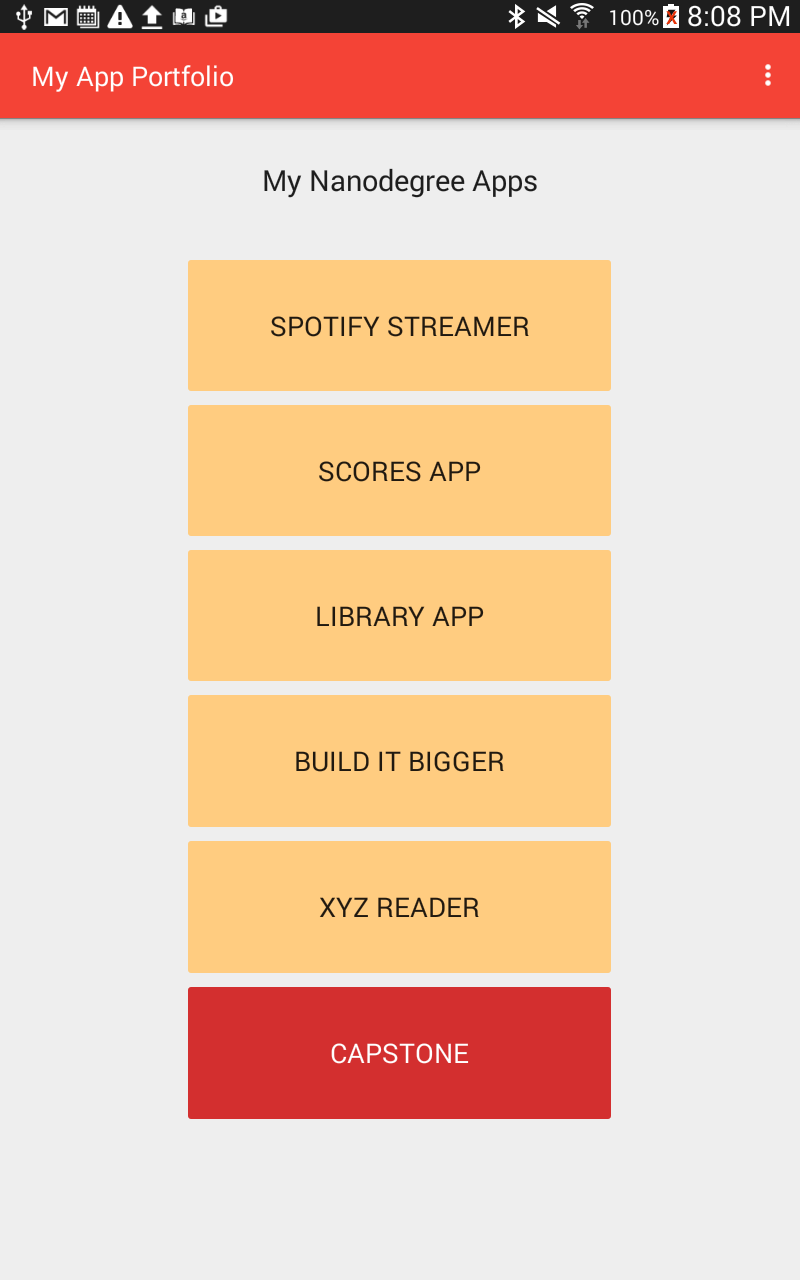 100% 8:08 PM
My App Portfolio
My Nanodegree Apps
SPOTIFY STREAMER
SCORES APP
LIBRARY APP
BUILD IT BIGGER
XYZ READER
CAPSTONE